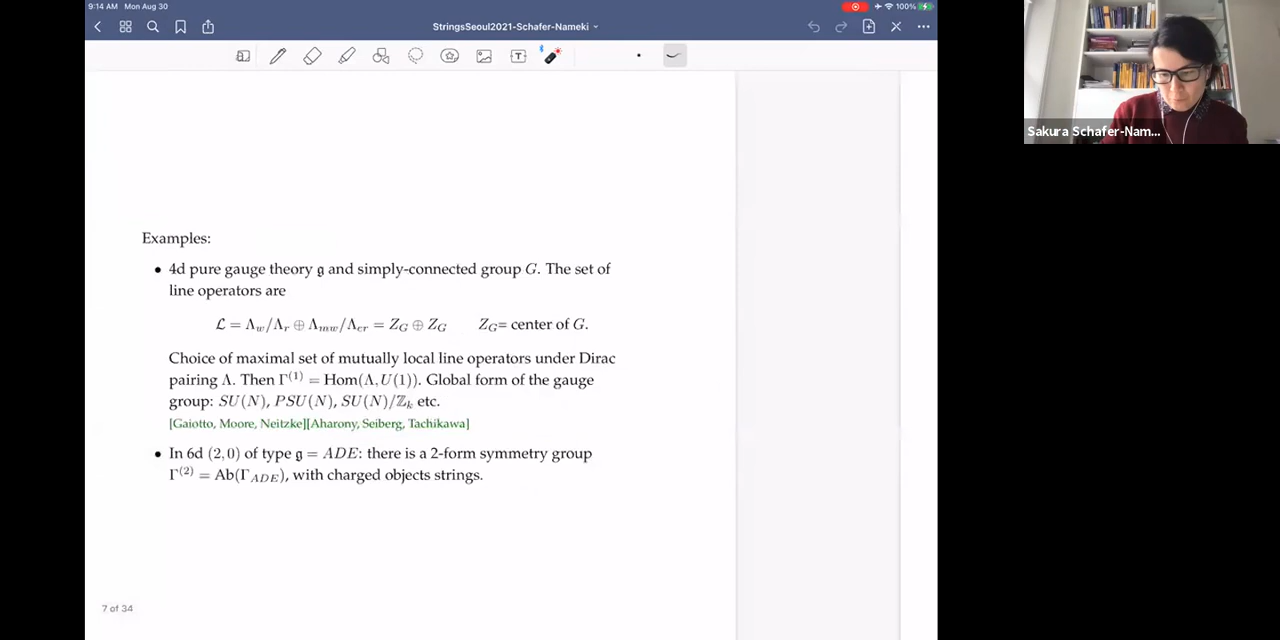 9:14 AM Mon Aug 30
100%
StringsSeoul2021-Schafer-Nameki
Sakura Schafer-Nam...
Examples:
• 4d pure gauge theory 𝔤 and simply-connected group G. The set of
line operators are
ℒ = Λ_w/Λ_r ⊕ Λ_mw/Λ_cr = Z_G ⊕ Z_G   Z_G= center of G.
Choice of maximal set of mutually local line operators under Dirac
pairing Λ. Then Γ^(1) = Hom(Λ, U(1)). Global form of the gauge
group: SU(N), PSU(N), SU(N)/ℤ_k etc.
[Gaiotto, Moore, Neitzke][Aharony, Seiberg, Tachikawa]
• In 6d (2,0) of type 𝔤 = ADE: there is a 2-form symmetry group
Γ^(2) = Ab(Γ_ADE), with charged objects strings.
7 of 34